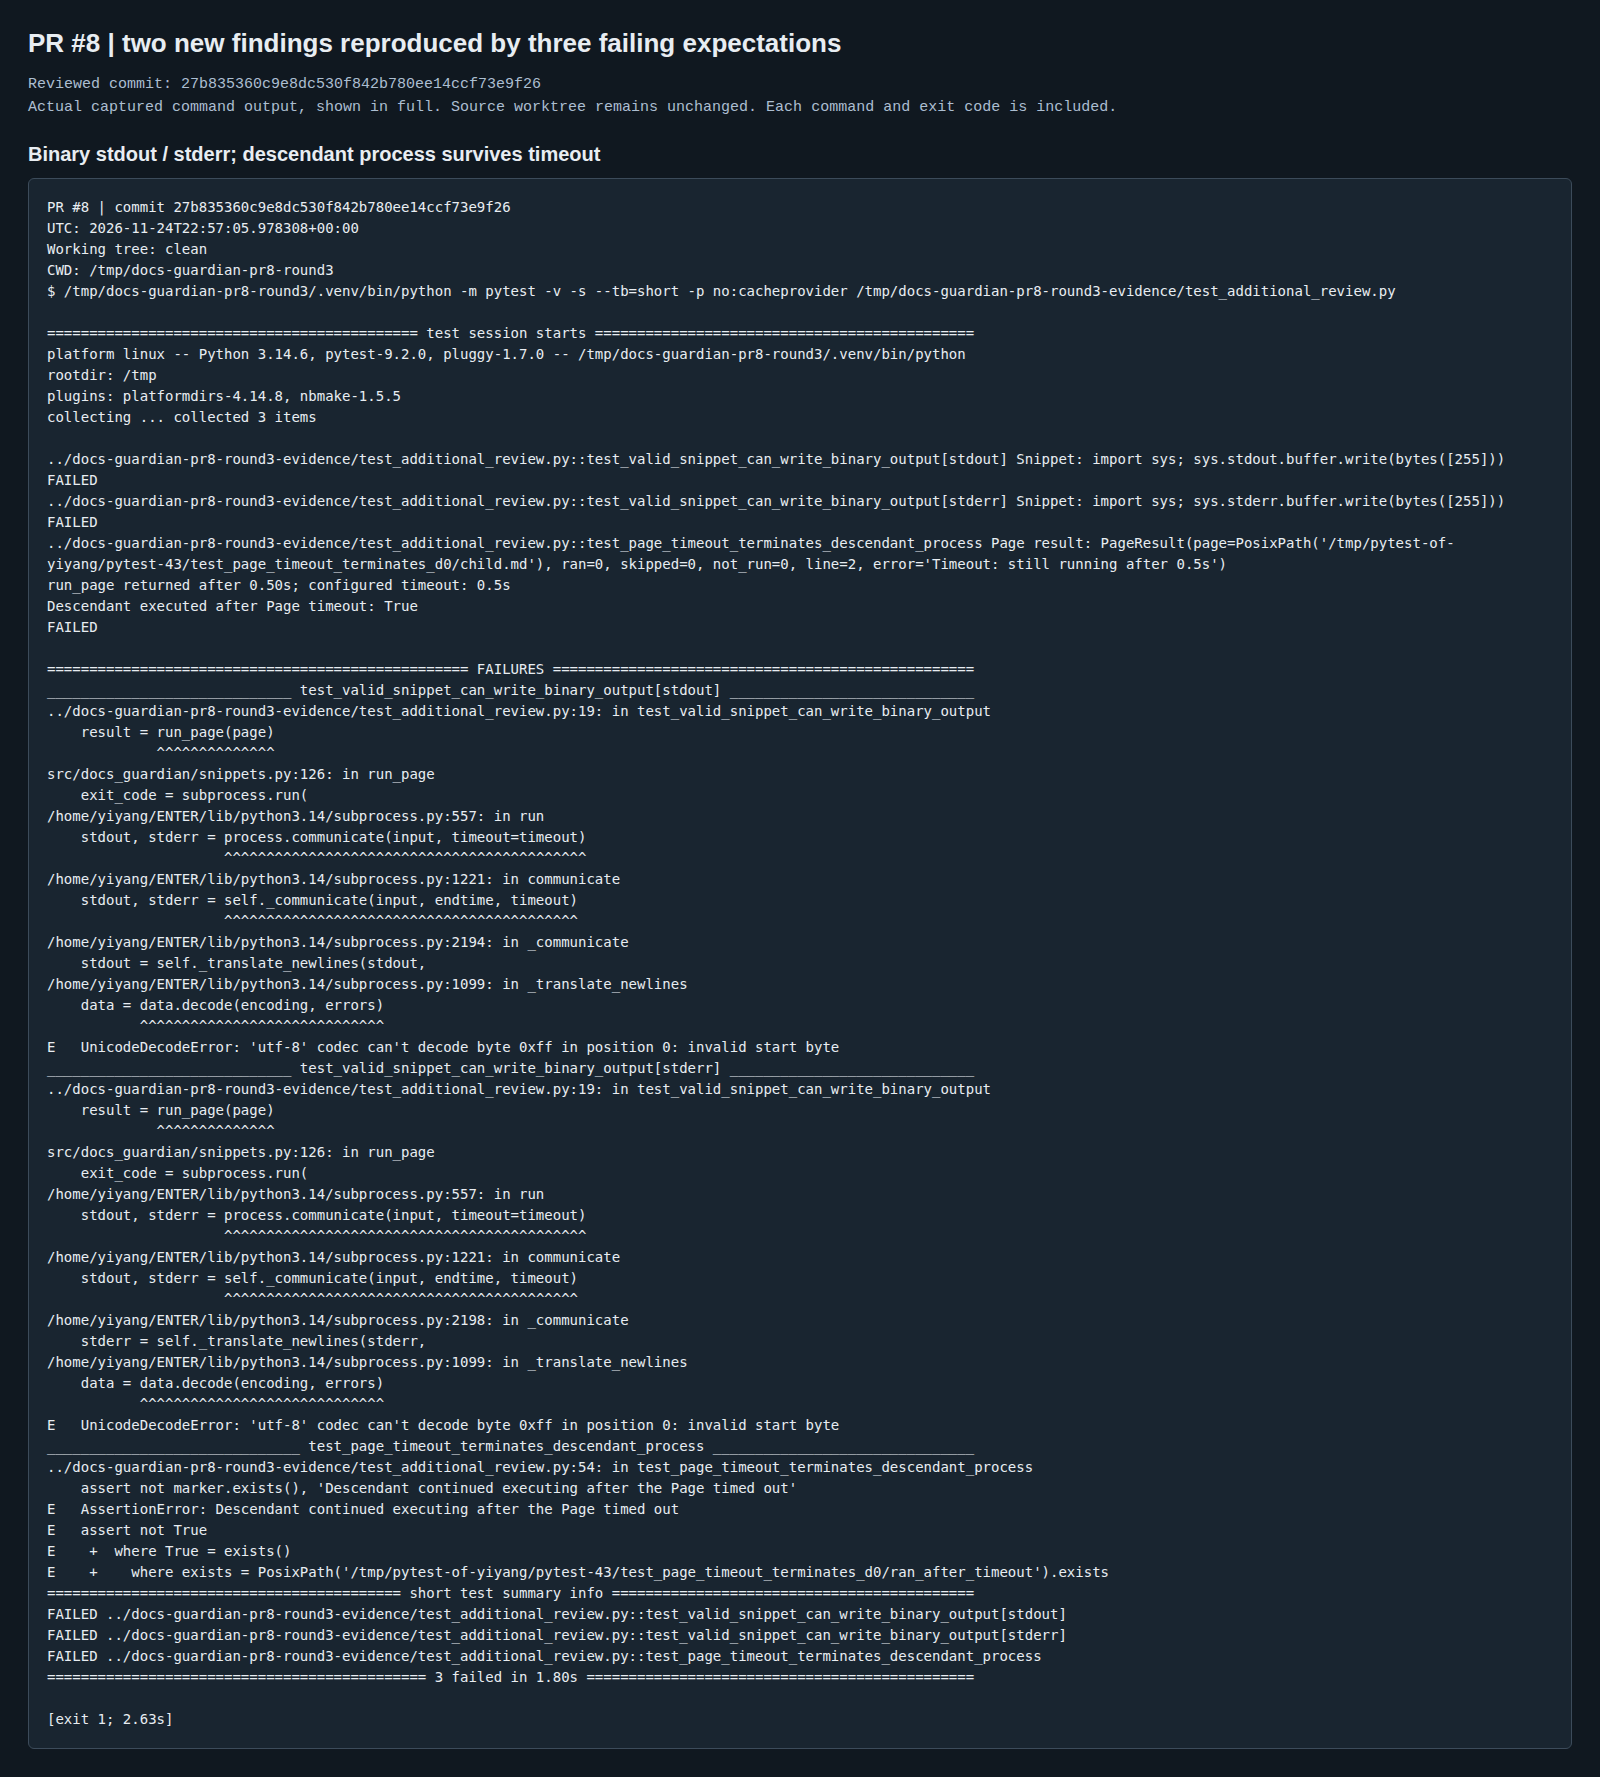 PR #8 | two new findings reproduced by three failing expectations
Reviewed commit: 27b835360c9e8dc530f842b780ee14ccf73e9f26
Actual captured command output, shown in full. Source worktree remains unchanged. Each command and exit code is included.
Binary stdout / stderr; descendant process survives timeout
PR #8 | commit 27b835360c9e8dc530f842b780ee14ccf73e9f26
UTC: 2026-11-24T22:57:05.978308+00:00
Working tree: clean
CWD: /tmp/docs-guardian-pr8-round3
$ /tmp/docs-guardian-pr8-round3/.venv/bin/python -m pytest -v -s --tb=short -p no:cacheprovider /tmp/docs-guardian-pr8-round3-evidence/test_additional_review.py
============================================ test session starts =============================================
platform linux -- Python 3.14.6, pytest-9.2.0, pluggy-1.7.0 -- /tmp/docs-guardian-pr8-round3/.venv/bin/python
rootdir: /tmp
plugins: platformdirs-4.14.8, nbmake-1.5.5
collecting ... collected 3 items
../docs-guardian-pr8-round3-evidence/test_additional_review.py::test_valid_snippet_can_write_binary_output[stdout] Snippet: import sys; sys.stdout.buffer.write(bytes([255]))
FAILED
../docs-guardian-pr8-round3-evidence/test_additional_review.py::test_valid_snippet_can_write_binary_output[stderr] Snippet: import sys; sys.stderr.buffer.write(bytes([255]))
FAILED
../docs-guardian-pr8-round3-evidence/test_additional_review.py::test_page_timeout_terminates_descendant_process Page result: PageResult(page=PosixPath('/tmp/pytest-of-
yiyang/pytest-43/test_page_timeout_terminates_d0/child.md'), ran=0, skipped=0, not_run=0, line=2, error='Timeout: still running after 0.5s')
run_page returned after 0.50s; configured timeout: 0.5s
Descendant executed after Page timeout: True
FAILED
================================================== FAILURES ==================================================
_____________________________ test_valid_snippet_can_write_binary_output[stdout] _____________________________
../docs-guardian-pr8-round3-evidence/test_additional_review.py:19: in test_valid_snippet_can_write_binary_output
    result = run_page(page)
             ^^^^^^^^^^^^^^
src/docs_guardian/snippets.py:126: in run_page
    exit_code = subprocess.run(
/home/yiyang/ENTER/lib/python3.14/subprocess.py:557: in run
    stdout, stderr = process.communicate(input, timeout=timeout)
                     ^^^^^^^^^^^^^^^^^^^^^^^^^^^^^^^^^^^^^^^^^^^
/home/yiyang/ENTER/lib/python3.14/subprocess.py:1221: in communicate
    stdout, stderr = self._communicate(input, endtime, timeout)
                     ^^^^^^^^^^^^^^^^^^^^^^^^^^^^^^^^^^^^^^^^^^
/home/yiyang/ENTER/lib/python3.14/subprocess.py:2194: in _communicate
    stdout = self._translate_newlines(stdout,
/home/yiyang/ENTER/lib/python3.14/subprocess.py:1099: in _translate_newlines
    data = data.decode(encoding, errors)
           ^^^^^^^^^^^^^^^^^^^^^^^^^^^^^
E   UnicodeDecodeError: 'utf-8' codec can't decode byte 0xff in position 0: invalid start byte
_____________________________ test_valid_snippet_can_write_binary_output[stderr] _____________________________
../docs-guardian-pr8-round3-evidence/test_additional_review.py:19: in test_valid_snippet_can_write_binary_output
    result = run_page(page)
             ^^^^^^^^^^^^^^
src/docs_guardian/snippets.py:126: in run_page
    exit_code = subprocess.run(
/home/yiyang/ENTER/lib/python3.14/subprocess.py:557: in run
    stdout, stderr = process.communicate(input, timeout=timeout)
                     ^^^^^^^^^^^^^^^^^^^^^^^^^^^^^^^^^^^^^^^^^^^
/home/yiyang/ENTER/lib/python3.14/subprocess.py:1221: in communicate
    stdout, stderr = self._communicate(input, endtime, timeout)
                     ^^^^^^^^^^^^^^^^^^^^^^^^^^^^^^^^^^^^^^^^^^
/home/yiyang/ENTER/lib/python3.14/subprocess.py:2198: in _communicate
    stderr = self._translate_newlines(stderr,
/home/yiyang/ENTER/lib/python3.14/subprocess.py:1099: in _translate_newlines
    data = data.decode(encoding, errors)
           ^^^^^^^^^^^^^^^^^^^^^^^^^^^^^
E   UnicodeDecodeError: 'utf-8' codec can't decode byte 0xff in position 0: invalid start byte
______________________________ test_page_timeout_terminates_descendant_process _______________________________
../docs-guardian-pr8-round3-evidence/test_additional_review.py:54: in test_page_timeout_terminates_descendant_process
    assert not marker.exists(), 'Descendant continued executing after the Page timed out'
E   AssertionError: Descendant continued executing after the Page timed out
E   assert not True
E    +  where True = exists()
E    +    where exists = PosixPath('/tmp/pytest-of-yiyang/pytest-43/test_page_timeout_terminates_d0/ran_after_timeout').exists
========================================== short test summary info ===========================================
FAILED ../docs-guardian-pr8-round3-evidence/test_additional_review.py::test_valid_snippet_can_write_binary_output[stdout]
FAILED ../docs-guardian-pr8-round3-evidence/test_additional_review.py::test_valid_snippet_can_write_binary_output[stderr]
FAILED ../docs-guardian-pr8-round3-evidence/test_additional_review.py::test_page_timeout_terminates_descendant_process
============================================= 3 failed in 1.80s ==============================================
[exit 1; 2.63s]